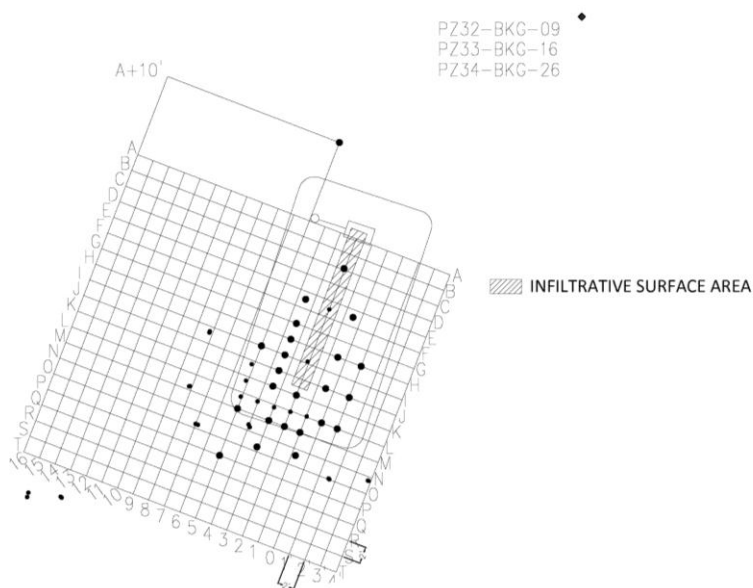 PZ32-BKG-09
PZ33-BKG-16
PZ34-BKG-26
A+10'
A
B
C
D
E
F
G
H
I
J
K
L
M
N
O
P
Q
R
S
T
INFILTRATIVE SURFACE AREA
A
B
C
D
E
F
G
H
J
K
L
M
N
O
P
Q
R
S
10 9 8 7 6 5 4 3 2 1 0 1 2 3